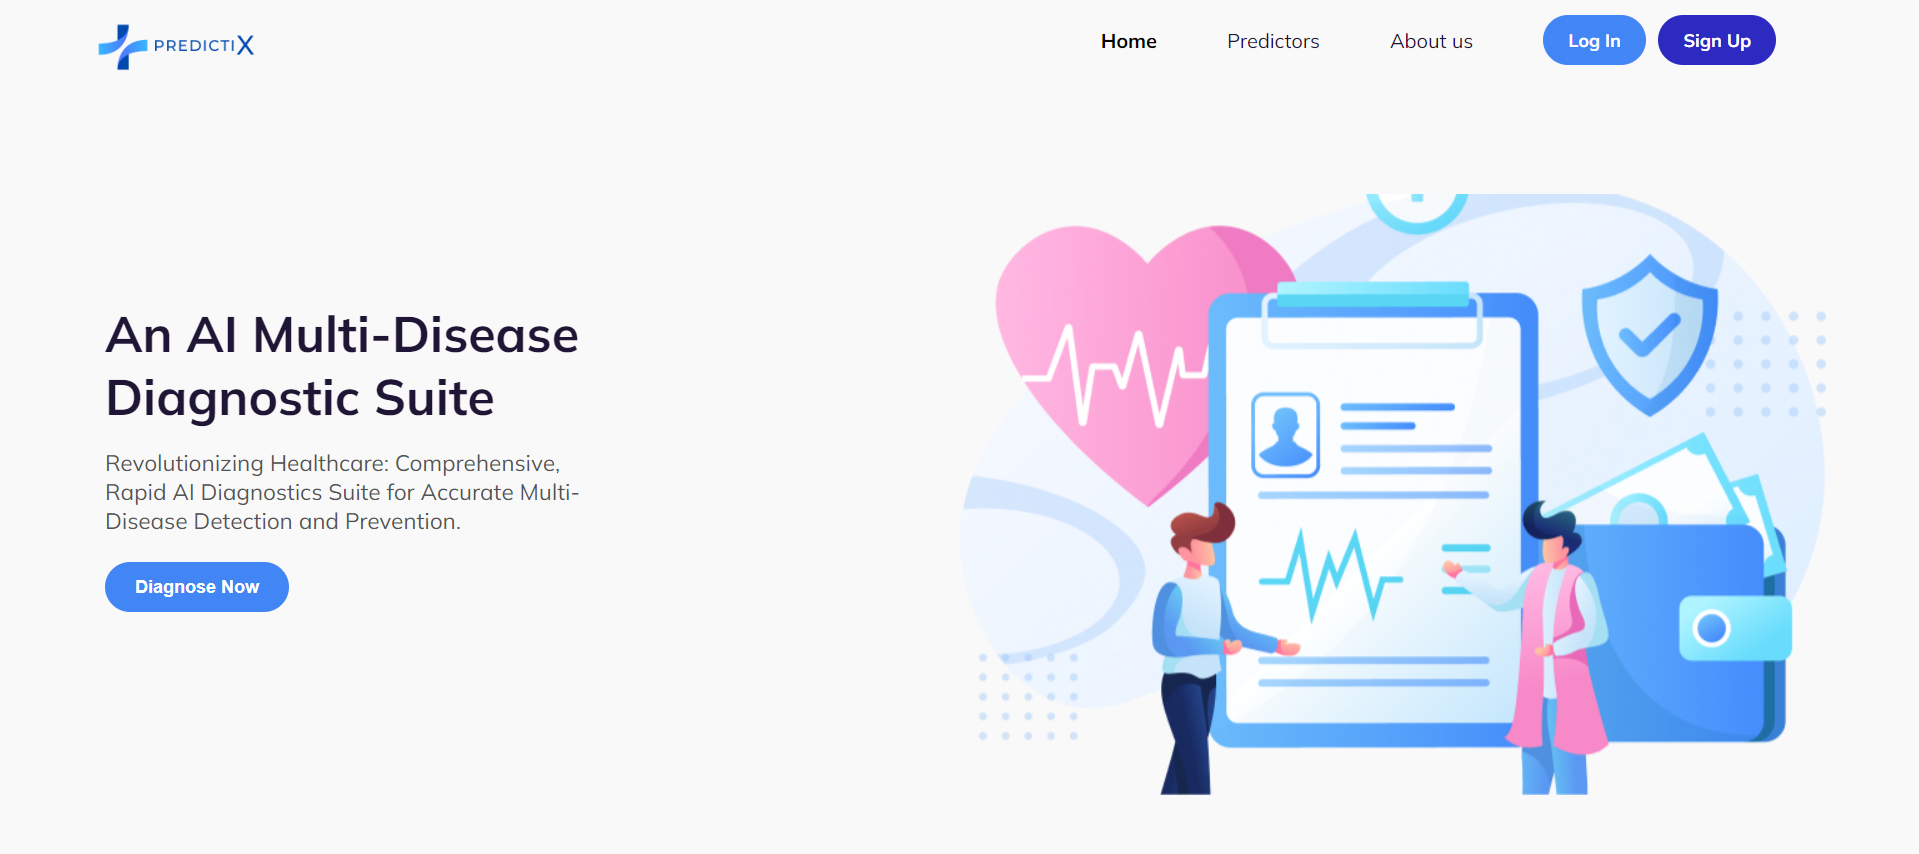 PREDICTIX
Home
Predictors
About us
Log In
Sign Up
An AI Multi-Disease
Diagnostic Suite
Revolutionizing Healthcare: Comprehensive,
Rapid AI Diagnostics Suite for Accurate Multi-
Disease Detection and Prevention.
Diagnose Now